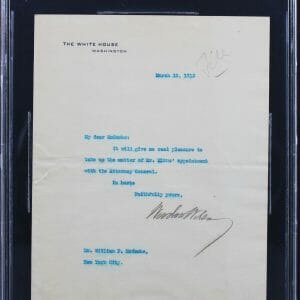 THE WHITE HOUSE
WASHINGTON
March 1913
My dear McCombs:
It will give me real pleasure to
take up the matter of Mr. appointment
with the Attorney General.
In haste
Faithfully yours,
Woodrow Wilson
Mr. William F. McCombs,
New York City.